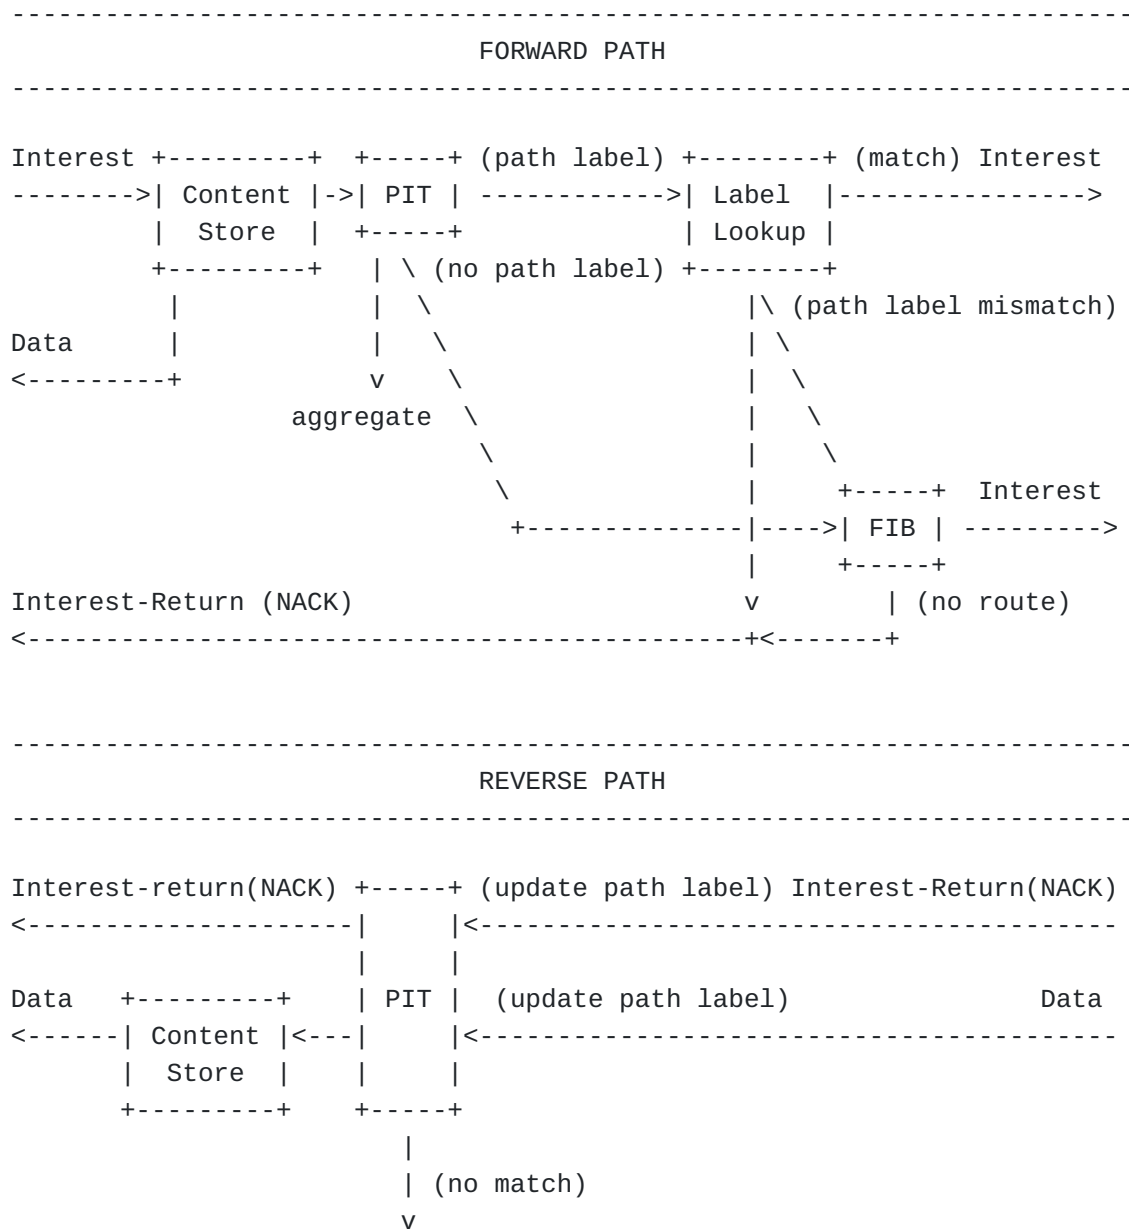 ------------------------------------------------------------------------
                              FORWARD PATH
------------------------------------------------------------------------

Interest +---------+  +-----+ (path label) +--------+ (match) Interest
-------->| Content |->| PIT | ------------>| Label  |---------------->
         |  Store  |  +-----+              | Lookup |
         +---------+   | \ (no path label) +--------+
          |            |  \                    |\ (path label mismatch)
Data      |            |   \                   | \
<---------+            v    \                  |  \
                  aggregate  \                 |   \
                              \                |    \
                               \               |     +-----+  Interest
                                +--------------|---->| FIB | --------->
                                               |     +-----+
Interest-Return (NACK)                         v        | (no route)
<----------------------------------------------+<-------+

------------------------------------------------------------------------
                              REVERSE PATH
------------------------------------------------------------------------

Interest-return(NACK) +-----+ (update path label) Interest-Return(NACK)
<---------------------|     |<-----------------------------------------
                      |     |
Data   +---------+    | PIT |  (update path label)                Data
<------| Content |<---|     |<-----------------------------------------
       |  Store  |    |     |
       +---------+    +-----+
                         |
                         | (no match)
                         v